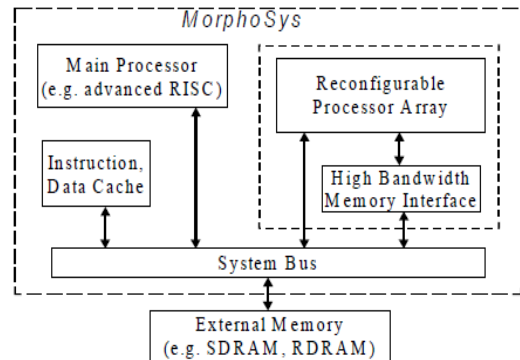 MorphoSys
Main Processor
(e.g. advanced RISC)
Reconfigurable
Processor Array
Instruction,
Data Cache
High Bandwidth
Memory Interface
System Bus
External Memory
(e.g. SDRAM, RDRAM)